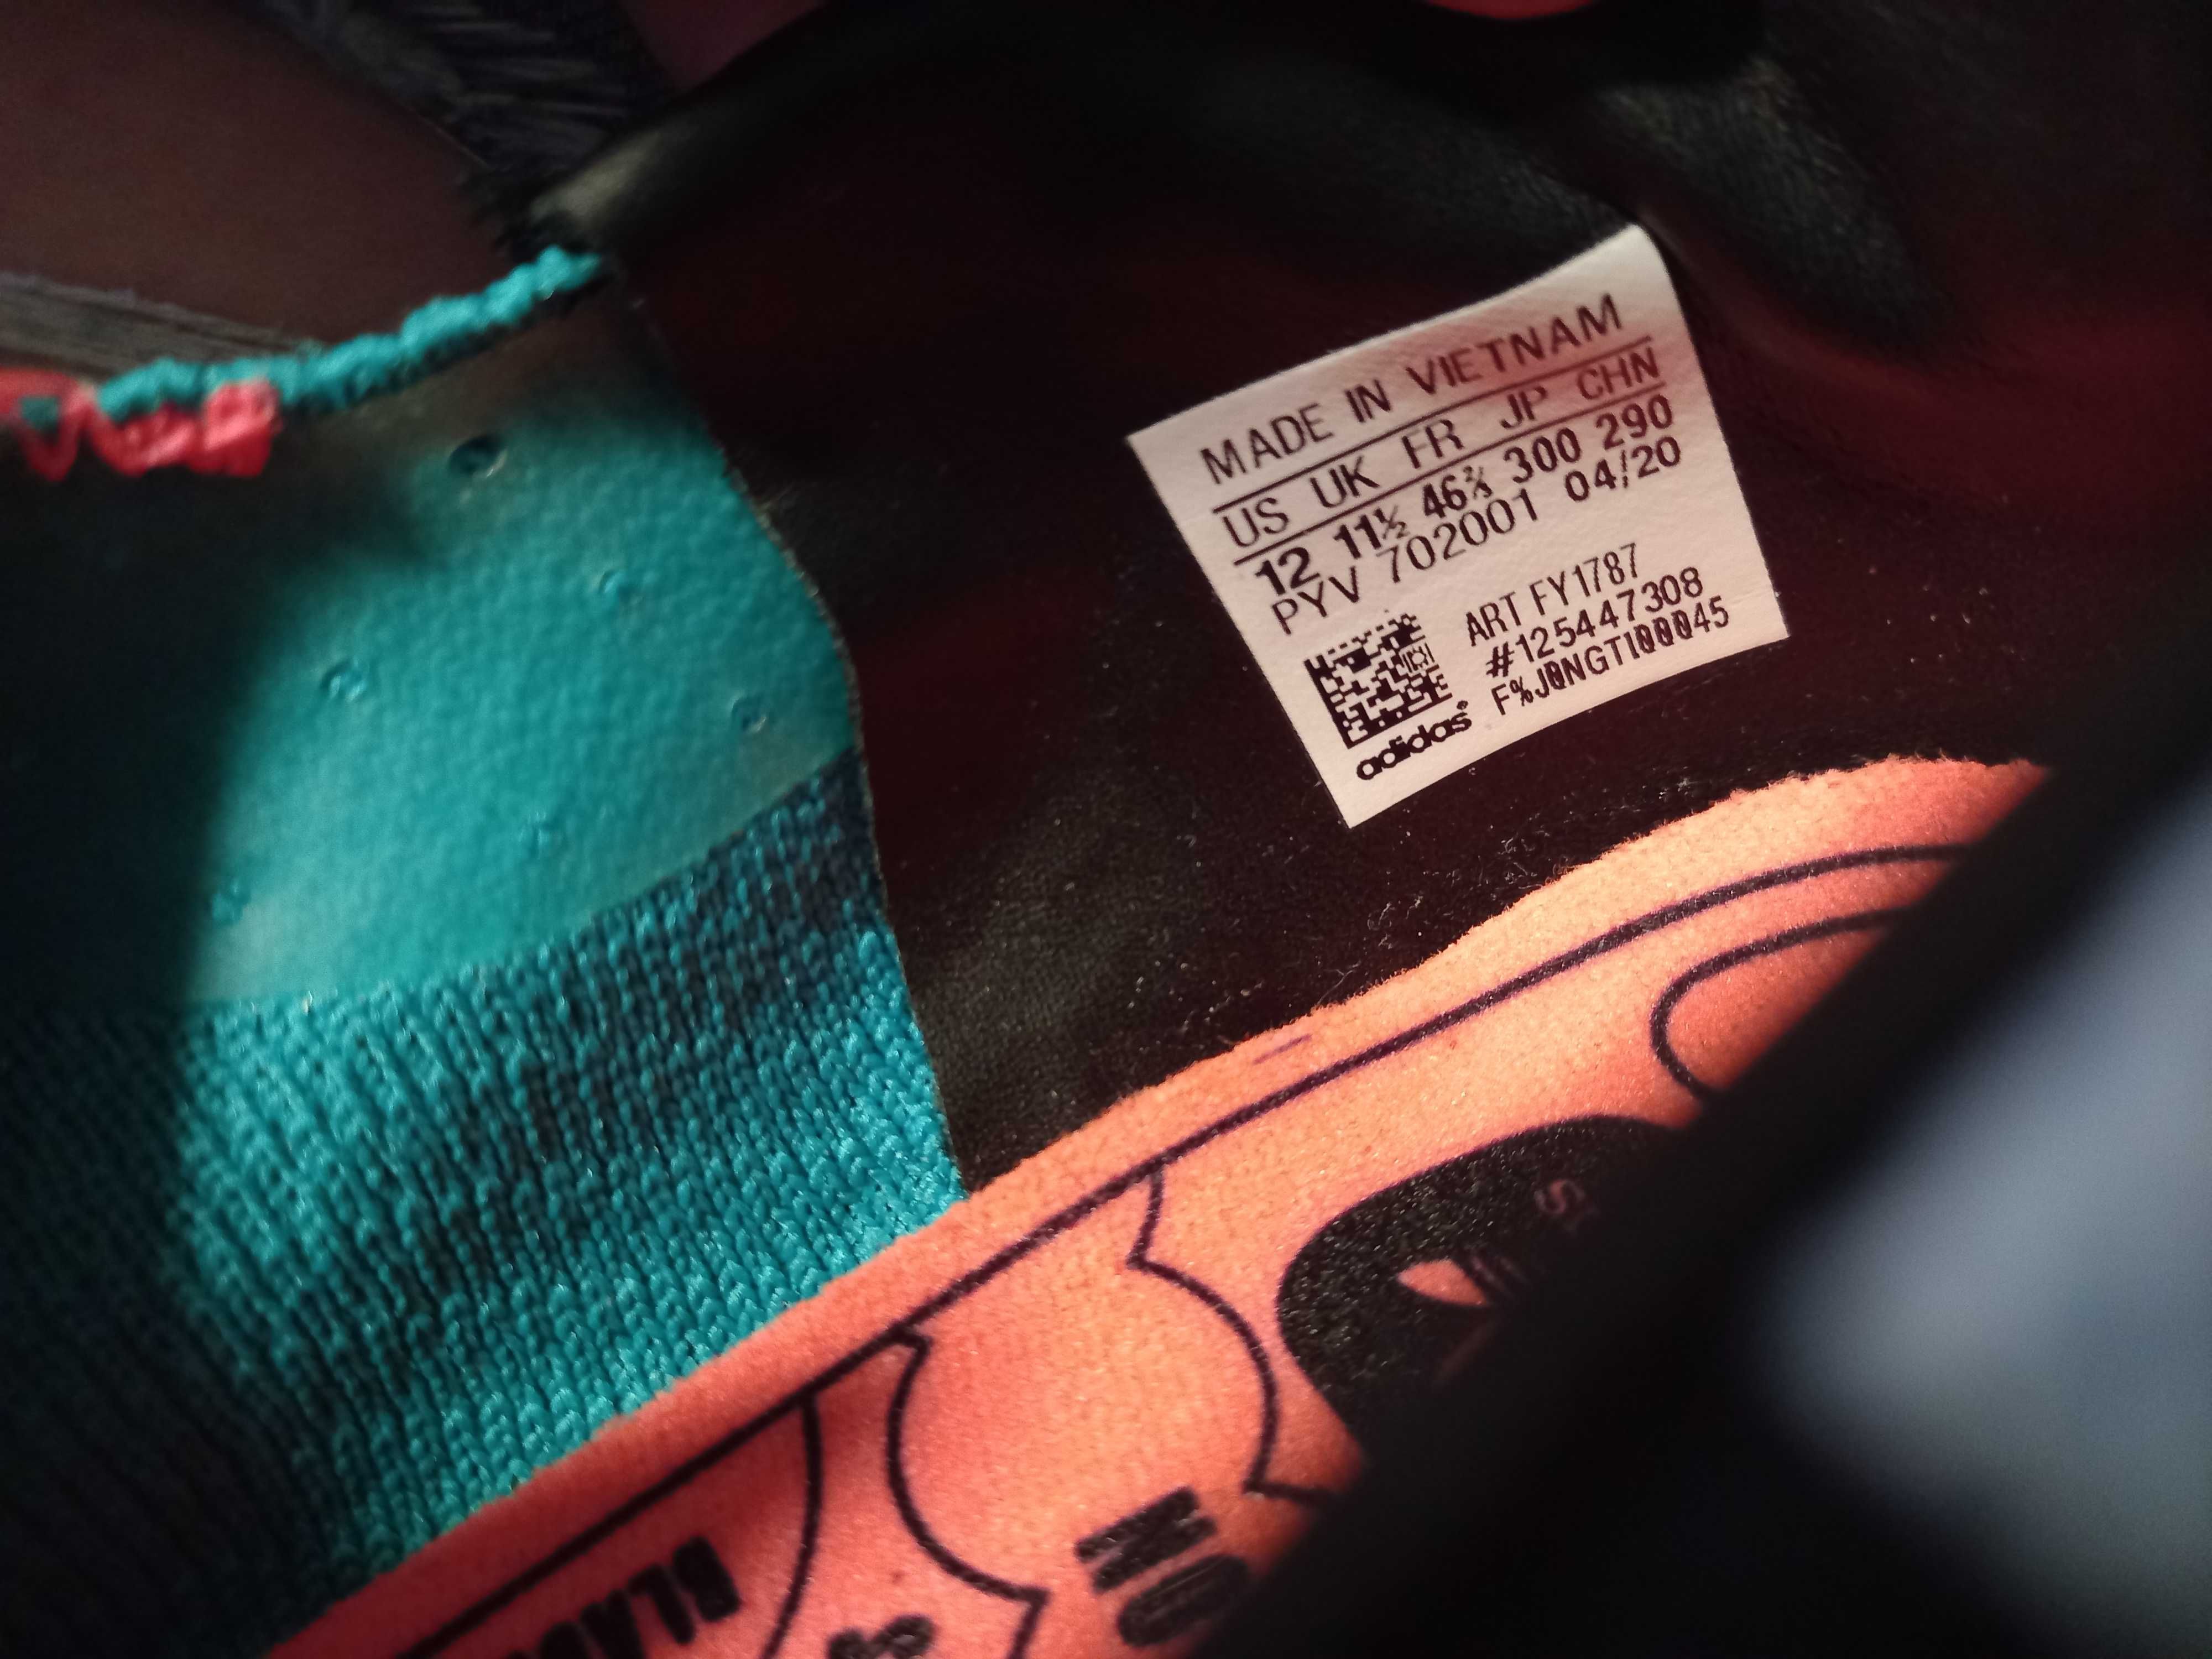 MADE IN VIETNAM
US UK FR JP CHN
12 11½ 46⅔ 300 290
PYV 702001 04/20
ART FY1787
#125447308
F%J0NGTI00045
adidas